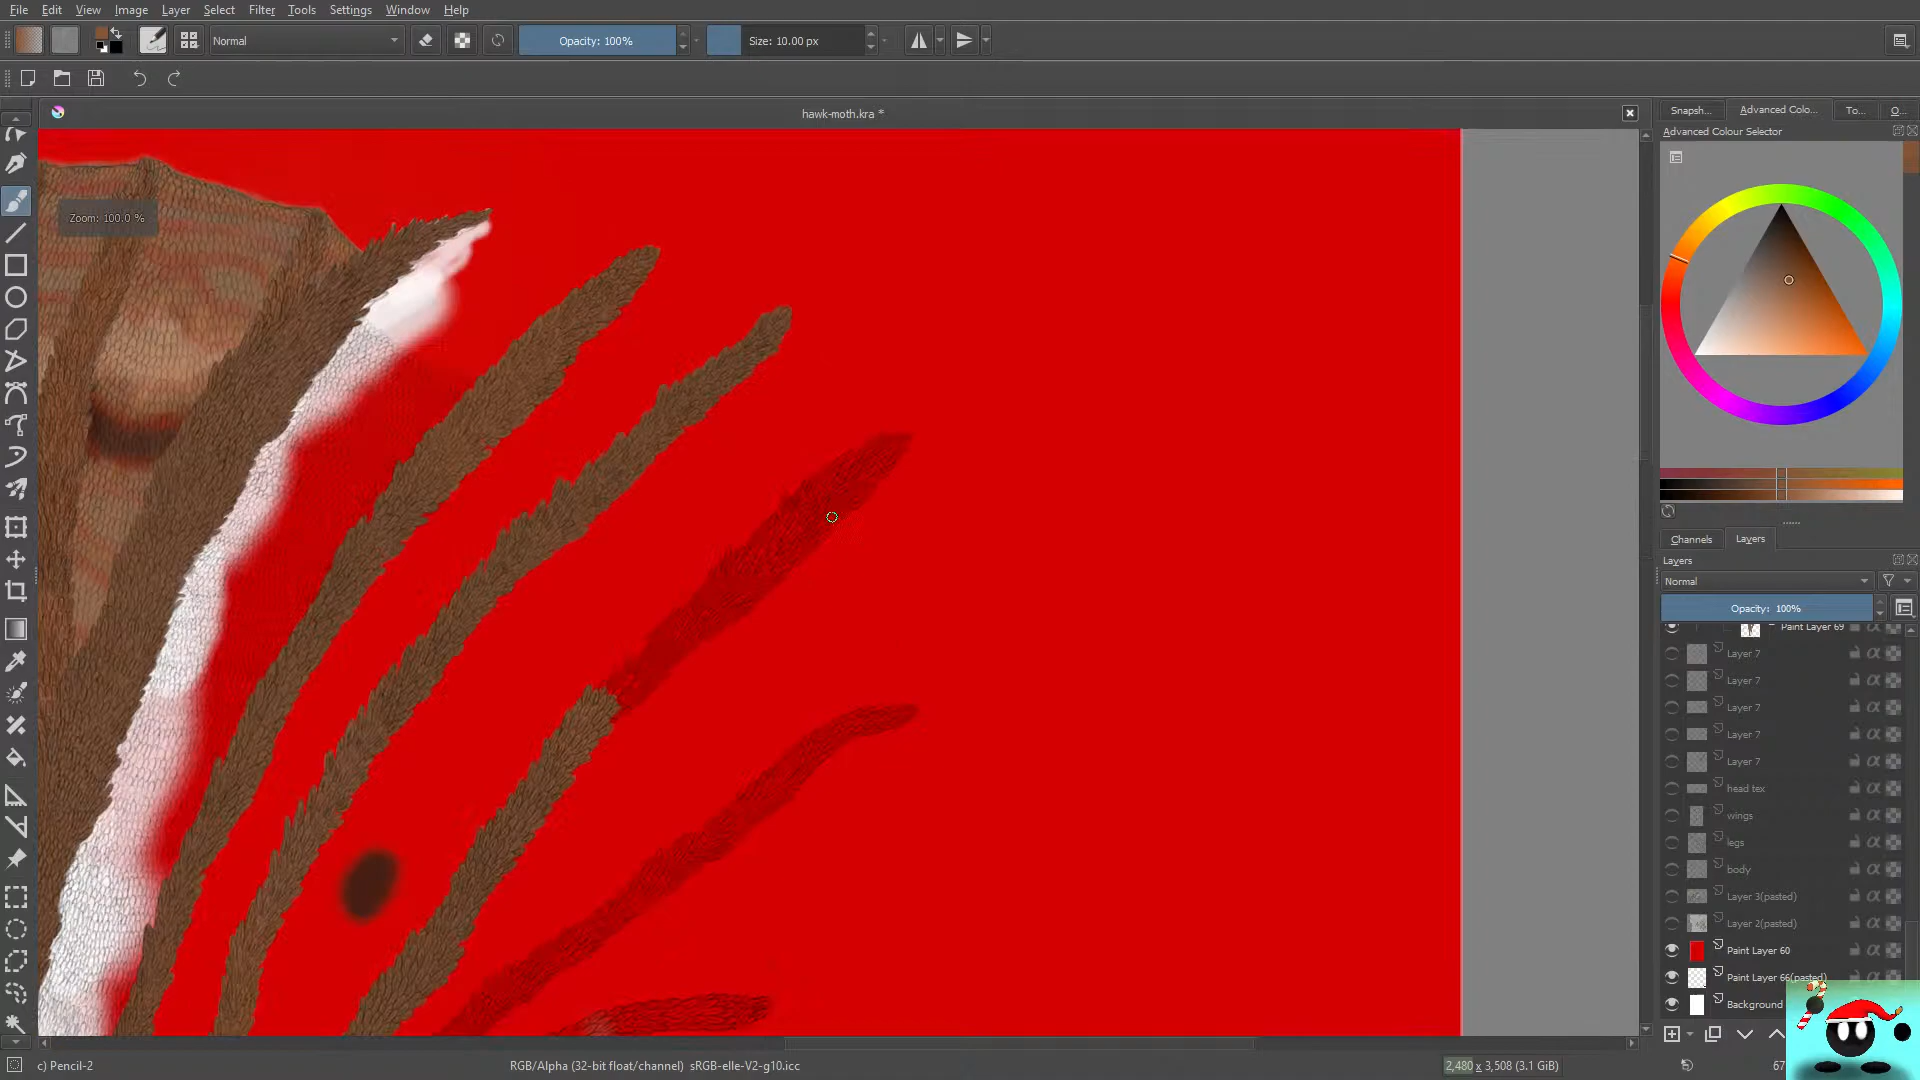 File Edit View Image Layer Select Filter Tools Settings Window Help
Normal Opacity: 100% Size: 10.00 px
hawk-moth.kra *
Zoom: 100.0 %
Snapsh... Advanced Colo... To... O...
Advanced Colour Selector
Channels Layers
Layers
Normal
Opacity: 100%
Paint Layer 69
Layer 7
Layer 7
Layer 7
Layer 7
Layer 7
head tex
wings
legs
body
Layer 3(pasted)
Layer 2(pasted)
Paint Layer 60
Paint Layer 66(pasted)
Background
c) Pencil-2 RGB/Alpha (32-bit float/channel) sRGB-elle-V2-g10.icc 2,480 x 3,508 (3.1 GiB) 67